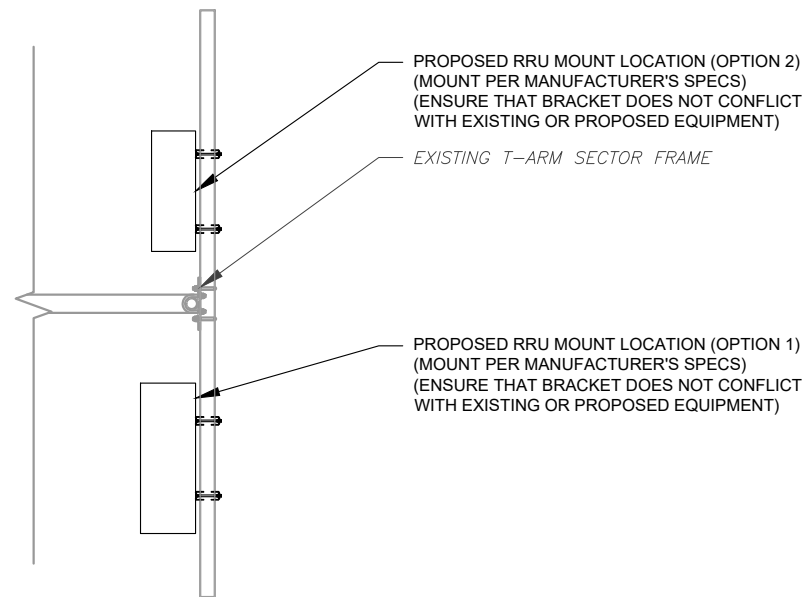 PROPOSED RRU MOUNT LOCATION (OPTION 2)
(MOUNT PER MANUFACTURER'S SPECS)
(ENSURE THAT BRACKET DOES NOT CONFLICT
WITH EXISTING OR PROPOSED EQUIPMENT)
EXISTING T-ARM SECTOR FRAME
PROPOSED RRU MOUNT LOCATION (OPTION 1)
(MOUNT PER MANUFACTURER'S SPECS)
(ENSURE THAT BRACKET DOES NOT CONFLICT
WITH EXISTING OR PROPOSED EQUIPMENT)